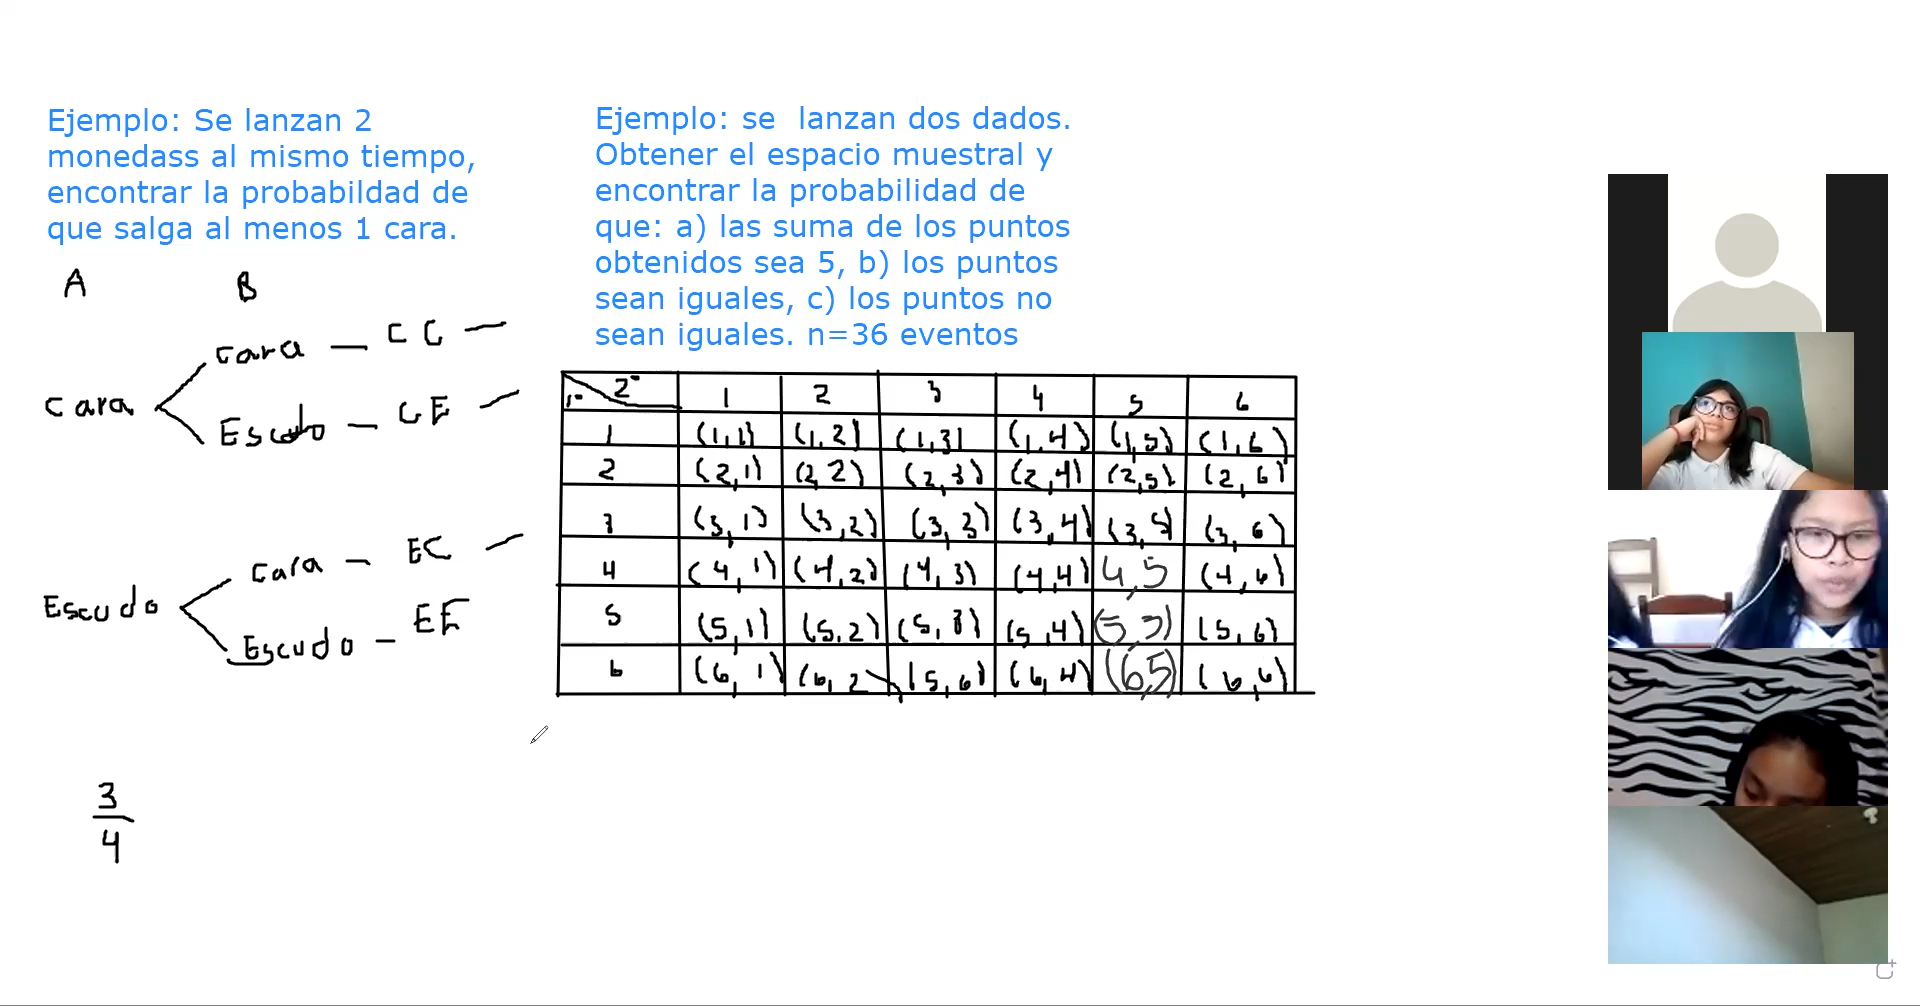 Ejemplo: Se lanzan 2
monedass al mismo tiempo,
encontrar la probabildad de
que salga al menos 1 cara.
A B
cara — CC —
cara
Escudo — CE —
cara — EC —
Escudo
Escudo — EE
3
4
Ejemplo: se lanzan dos dados.
Obtener el espacio muestral y
encontrar la probabilidad de
que: a) las suma de los puntos
obtenidos sea 5, b) los puntos
sean iguales, c) los puntos no
sean iguales. n=36 eventos
1° 2° 1 2 3 4 5 6
1 (1,1) (1,2) (1,3) (1,4) (1,5) (1,6)
2 (2,1) (2,2) (2,3) (2,4) (2,5) (2,6)
3 (3,1) (3,2) (3,3) (3,4) (3,5) (3,6)
4 (4,1) (4,2) (4,3) (4,4) 4,5 (4,6)
5 (5,1) (5,2) (5,3) (5,4) (5,5) (5,6)
6 (6,1) (6,2 (5,6) (6,4) (6,5) (6,6)